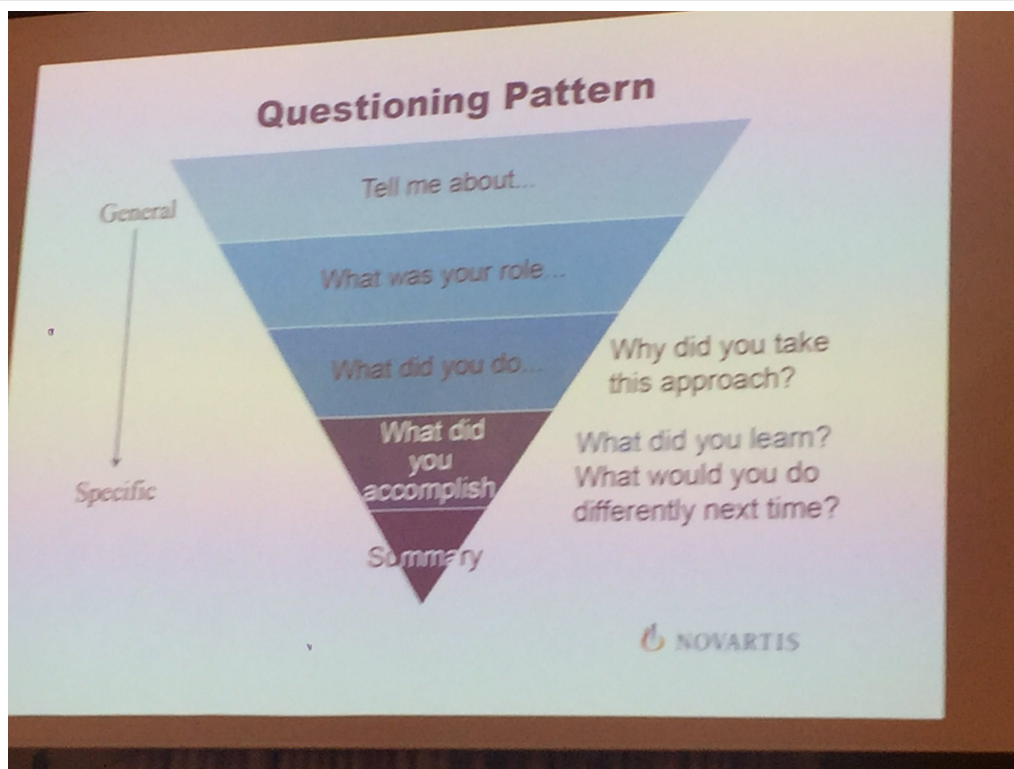 Questioning Pattern
Tell me about...
General
What was your role...
What did you do...
Why did you take
this approach?
What did
you
accomplish
What did you learn?
What would you do
differently next time?
Specific
Summary
NOVARTIS